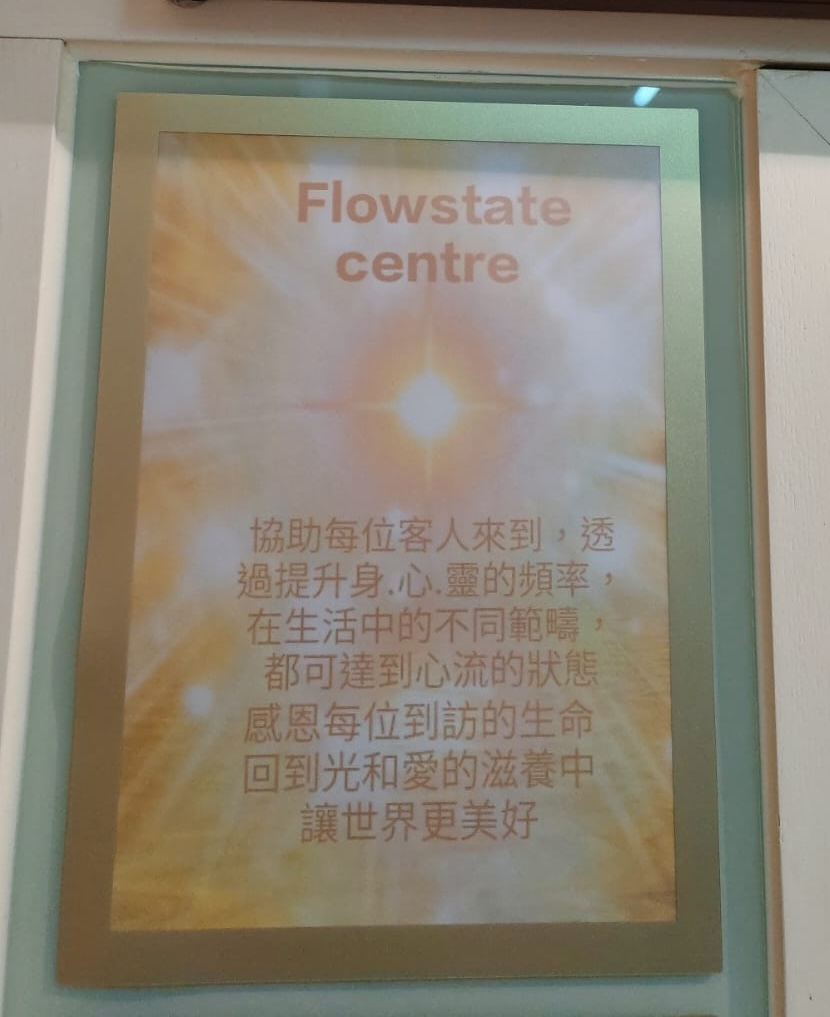 Flowstate
centre
協助每位客人來到，透
過提升身.心.靈的頻率，
在生活中的不同範疇，
都可達到心流的狀態
感恩每位到訪的生命
回到光和愛的滋養中
讓世界更美好